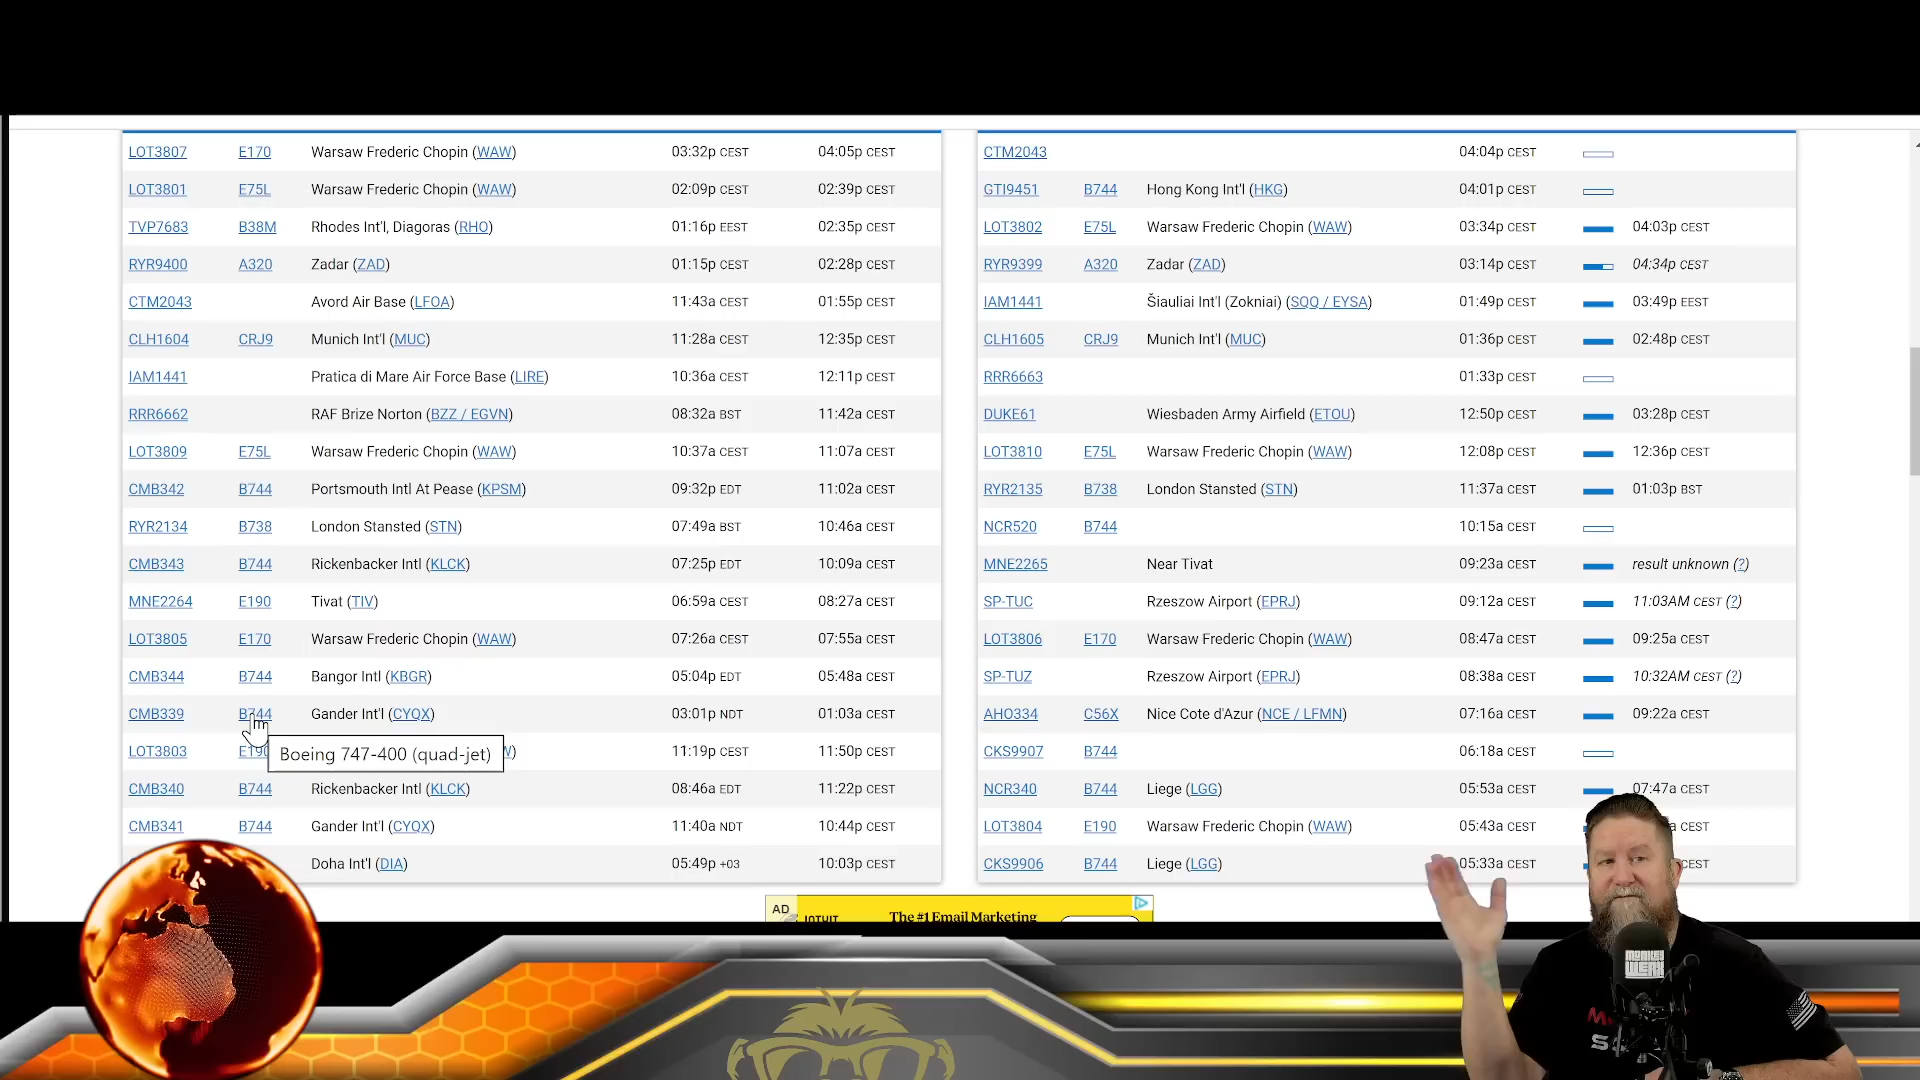 LOT3807 E170 Warsaw Frederic Chopin (WAW) 03:32p CEST 04:05p CEST
LOT3801 E75L Warsaw Frederic Chopin (WAW) 02:09p CEST 02:39p CEST
TVP7683 B38M Rhodes Int'l, Diagoras (RHO) 01:16p EEST 02:35p CEST
RYR9400 A320 Zadar (ZAD) 01:15p CEST 02:28p CEST
CTM2043 Avord Air Base (LFOA) 11:43a CEST 01:55p CEST
CLH1604 CRJ9 Munich Int'l (MUC) 11:28a CEST 12:35p CEST
IAM1441 Pratica di Mare Air Force Base (LIRE) 10:36a CEST 12:11p CEST
RRR6662 RAF Brize Norton (BZZ / EGVN) 08:32a BST 11:42a CEST
LOT3809 E75L Warsaw Frederic Chopin (WAW) 10:37a CEST 11:07a CEST
CMB342 B744 Portsmouth Intl At Pease (KPSM) 09:32p EDT 11:02a CEST
RYR2134 B738 London Stansted (STN) 07:49a BST 10:46a CEST
CMB343 B744 Rickenbacker Intl (KLCK) 07:25p EDT 10:09a CEST
MNE2264 E190 Tivat (TIV) 06:59a CEST 08:27a CEST
LOT3805 E170 Warsaw Frederic Chopin (WAW) 07:26a CEST 07:55a CEST
CMB344 B744 Bangor Intl (KBGR) 05:04p EDT 05:48a CEST
CMB339 B744 Gander Int'l (CYQX) 03:01p NDT 01:03a CEST
LOT3803 E190 11:19p CEST 11:50p CEST
Boeing 747-400 (quad-jet)
CMB340 B744 Rickenbacker Intl (KLCK) 08:46a EDT 11:22p CEST
CMB341 B744 Gander Int'l (CYQX) 11:40a NDT 10:44p CEST
Doha Int'l (DIA) 05:49p +03 10:03p CEST
CTM2043 04:04p CEST
GTI9451 B744 Hong Kong Int'l (HKG) 04:01p CEST
LOT3802 E75L Warsaw Frederic Chopin (WAW) 03:34p CEST 04:03p CEST
RYR9399 A320 Zadar (ZAD) 03:14p CEST 04:34p CEST
IAM1441 Šiauliai Int'l (Zokniai) (SQQ / EYSA) 01:49p CEST 03:49p EEST
CLH1605 CRJ9 Munich Int'l (MUC) 01:36p CEST 02:48p CEST
RRR6663 01:33p CEST
DUKE61 Wiesbaden Army Airfield (ETOU) 12:50p CEST 03:28p CEST
LOT3810 E75L Warsaw Frederic Chopin (WAW) 12:08p CEST 12:36p CEST
RYR2135 B738 London Stansted (STN) 11:37a CEST 01:03p BST
NCR520 B744 10:15a CEST
MNE2265 Near Tivat 09:23a CEST result unknown (?)
SP-TUC Rzeszow Airport (EPRJ) 09:12a CEST 11:03AM CEST (?)
LOT3806 E170 Warsaw Frederic Chopin (WAW) 08:47a CEST 09:25a CEST
SP-TUZ Rzeszow Airport (EPRJ) 08:38a CEST 10:32AM CEST (?)
AHO334 C56X Nice Cote d'Azur (NCE / LFMN) 07:16a CEST 09:22a CEST
CKS9907 B744 06:18a CEST
NCR340 B744 Liege (LGG) 05:53a CEST 07:47a CEST
LOT3804 E190 Warsaw Frederic Chopin (WAW) 05:43a CEST CEST
CKS9906 B744 Liege (LGG) 05:33a CEST CEST
AD
INTUIT
The #1 Email Marketing